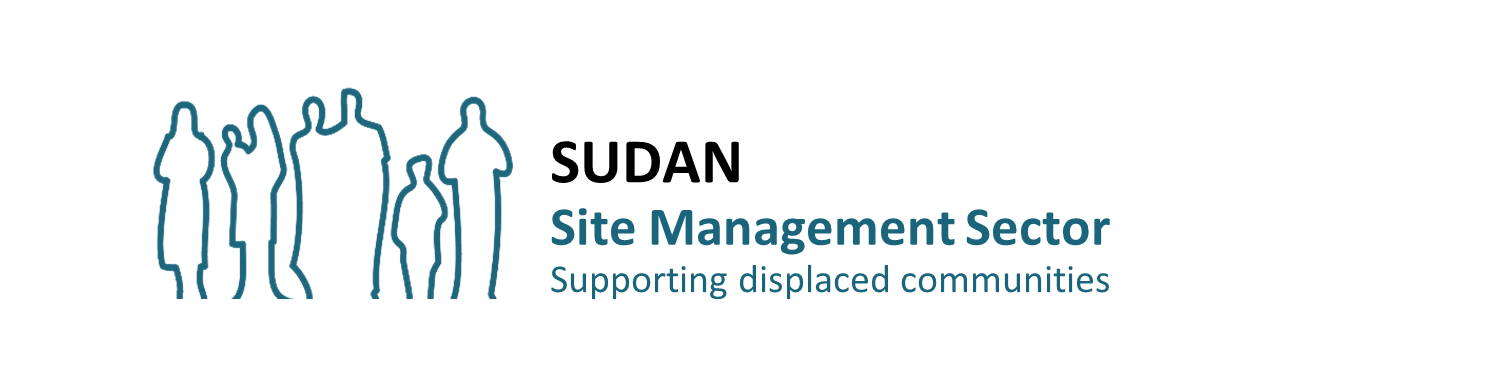 SUDAN
Site Management Sector
Supporting displaced communities